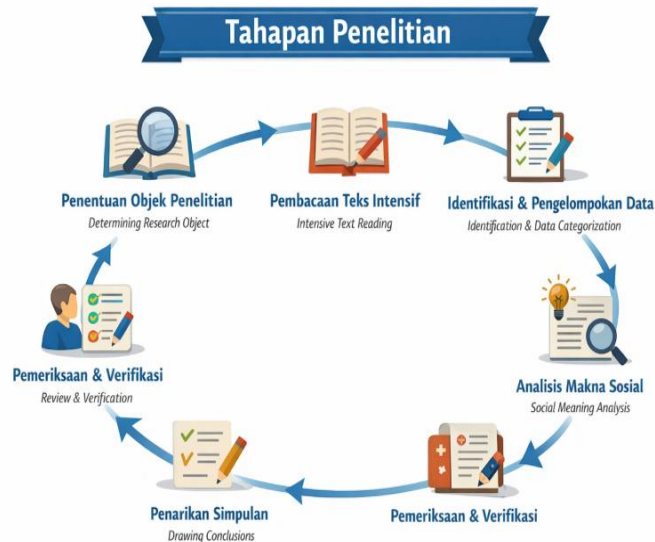 Tahapan Penelitian
Penentuan Objek Penelitian
Determining Research Object
Pembacaan Teks Intensif
Intensive Text Reading
Identifikasi & Pengelompokan Data
Identification & Data Categorization
Analisis Makna Sosial
Social Meaning Analysis
Pemeriksaan & Verifikasi
Penarikan Simpulan
Drawing Conclusions
Pemeriksaan & Verifikasi
Review & Verification